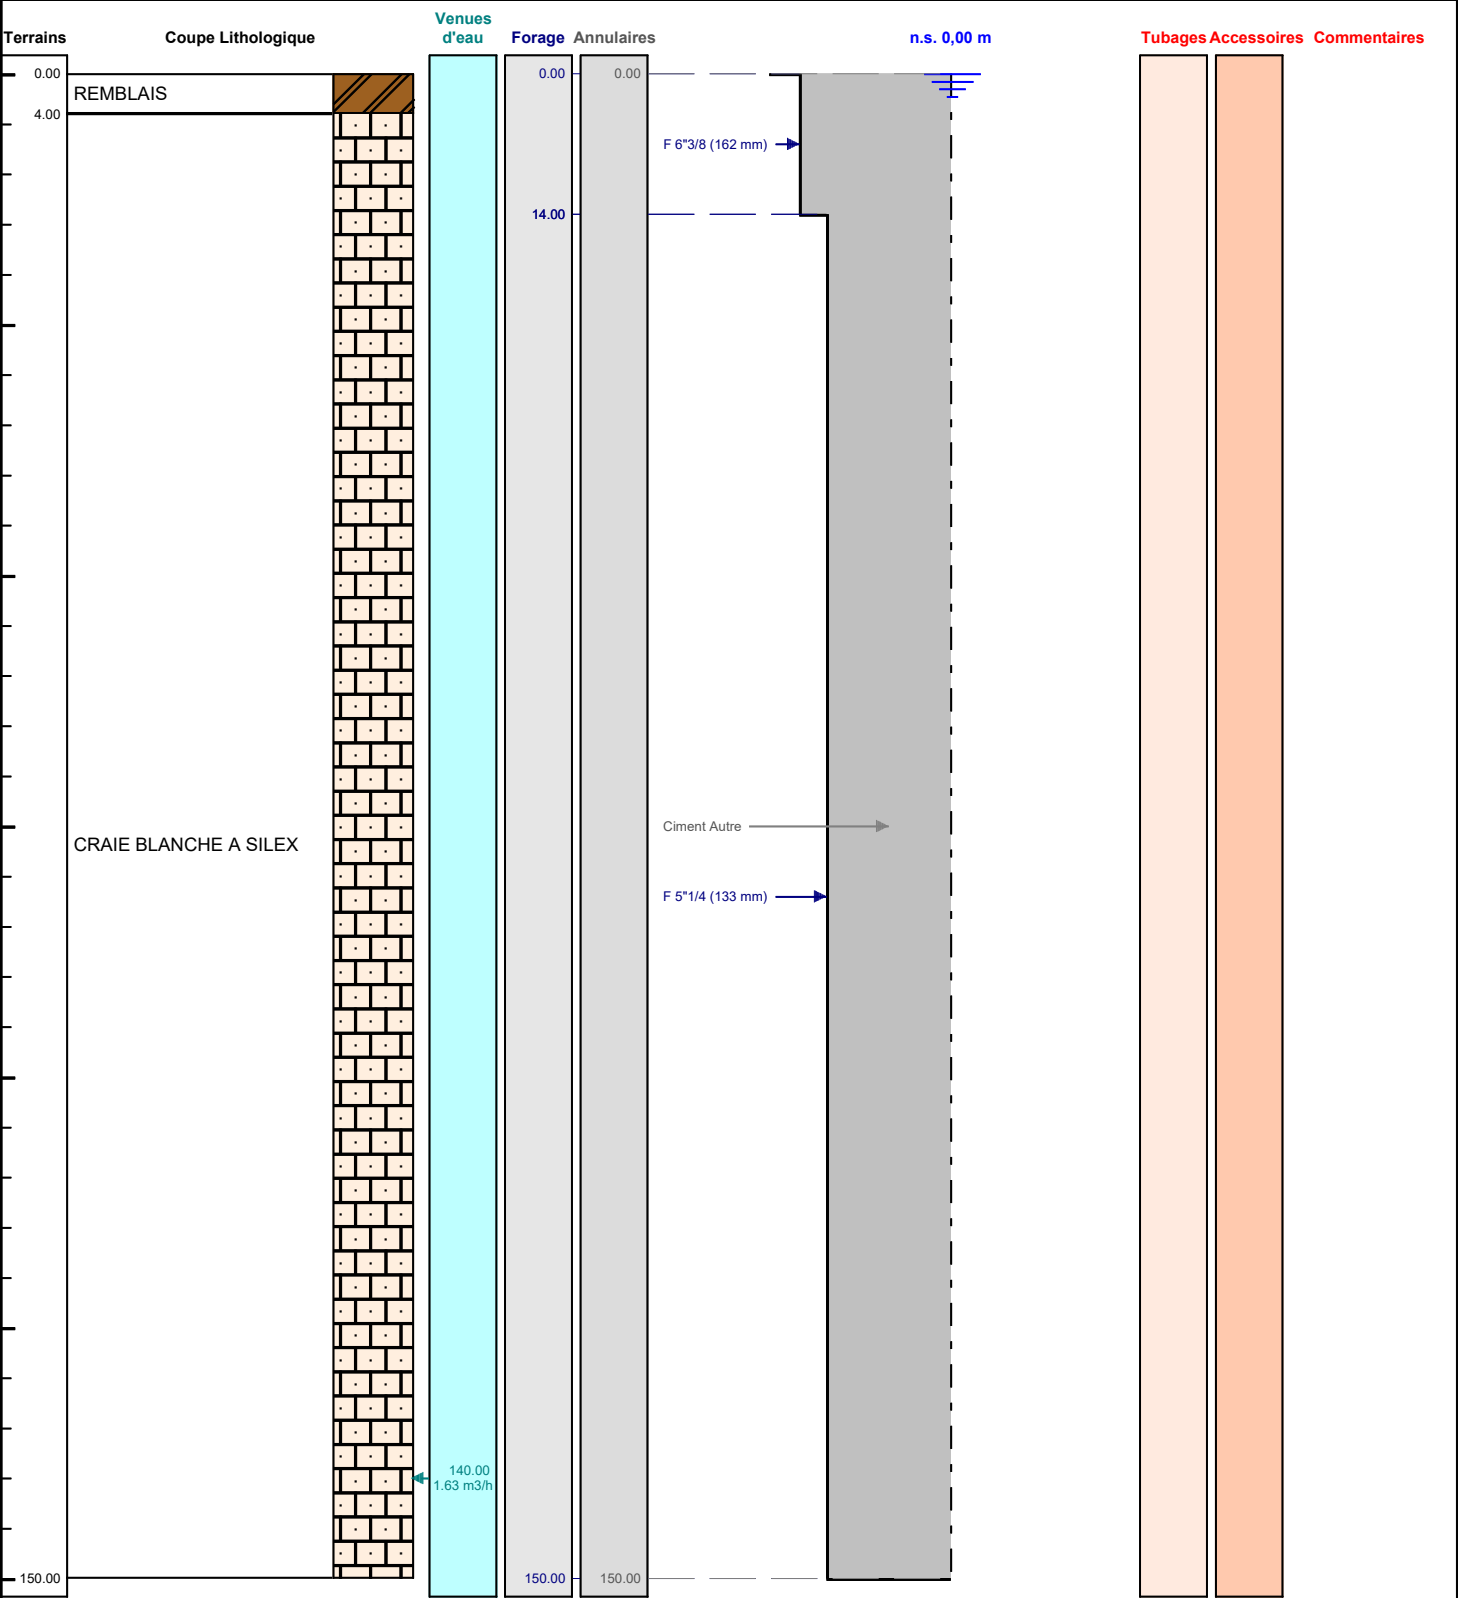 Terrains
Coupe Lithologique
Venues
d'eau
Forage
Annulaires
n.s. 0,00 m
Tubages
Accessoires
Commentaires
0.00
REMBLAIS
4.00
0.00
0.00
F 6"3/8 (162 mm)
14.00
Ciment Autre
CRAIE BLANCHE A SILEX
F 5"1/4 (133 mm)
140.00
1.63 m3/h
150.00
150.00
150.00